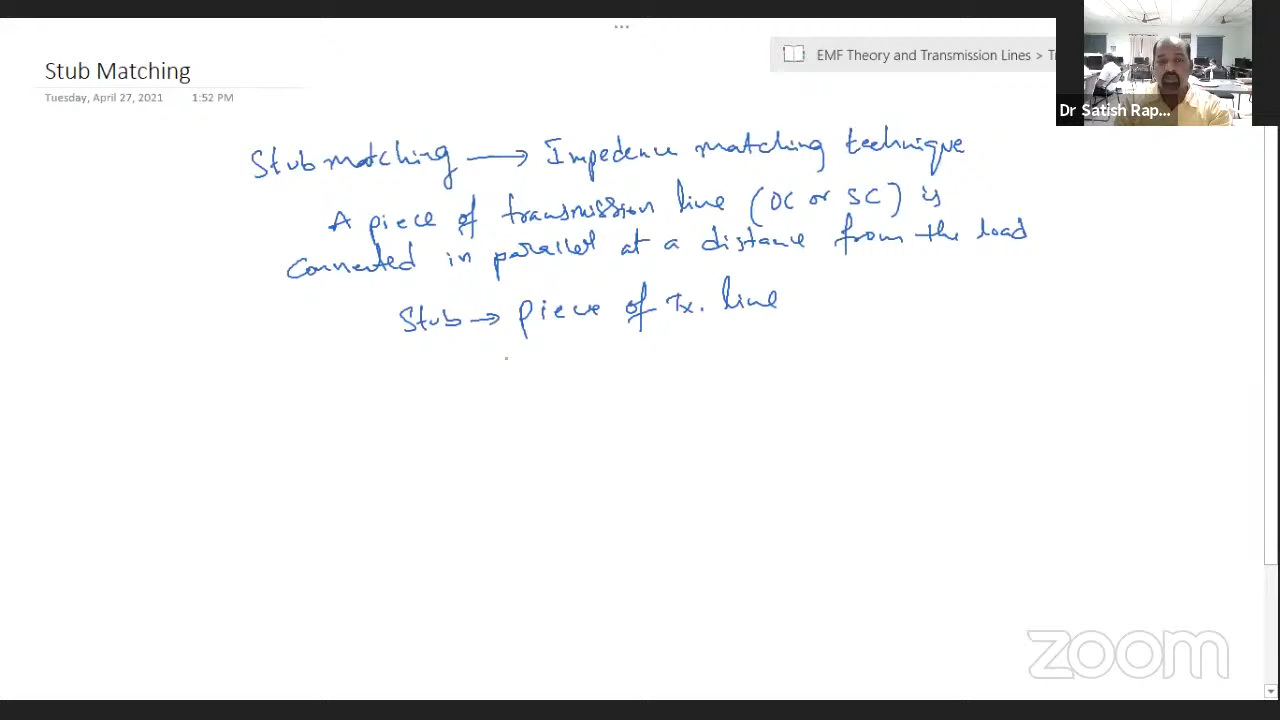 ...
EMF Theory and Transmission Lines > Tr
Stub Matching
Tuesday, April 27, 2021 1:52 PM
Dr Satish Rap...
Stub matching → Impedence matching technique
A piece of transmission line (OC or SC) is
connected in parallel at a distance from the load
Stub → piece of Tx. line
zoom